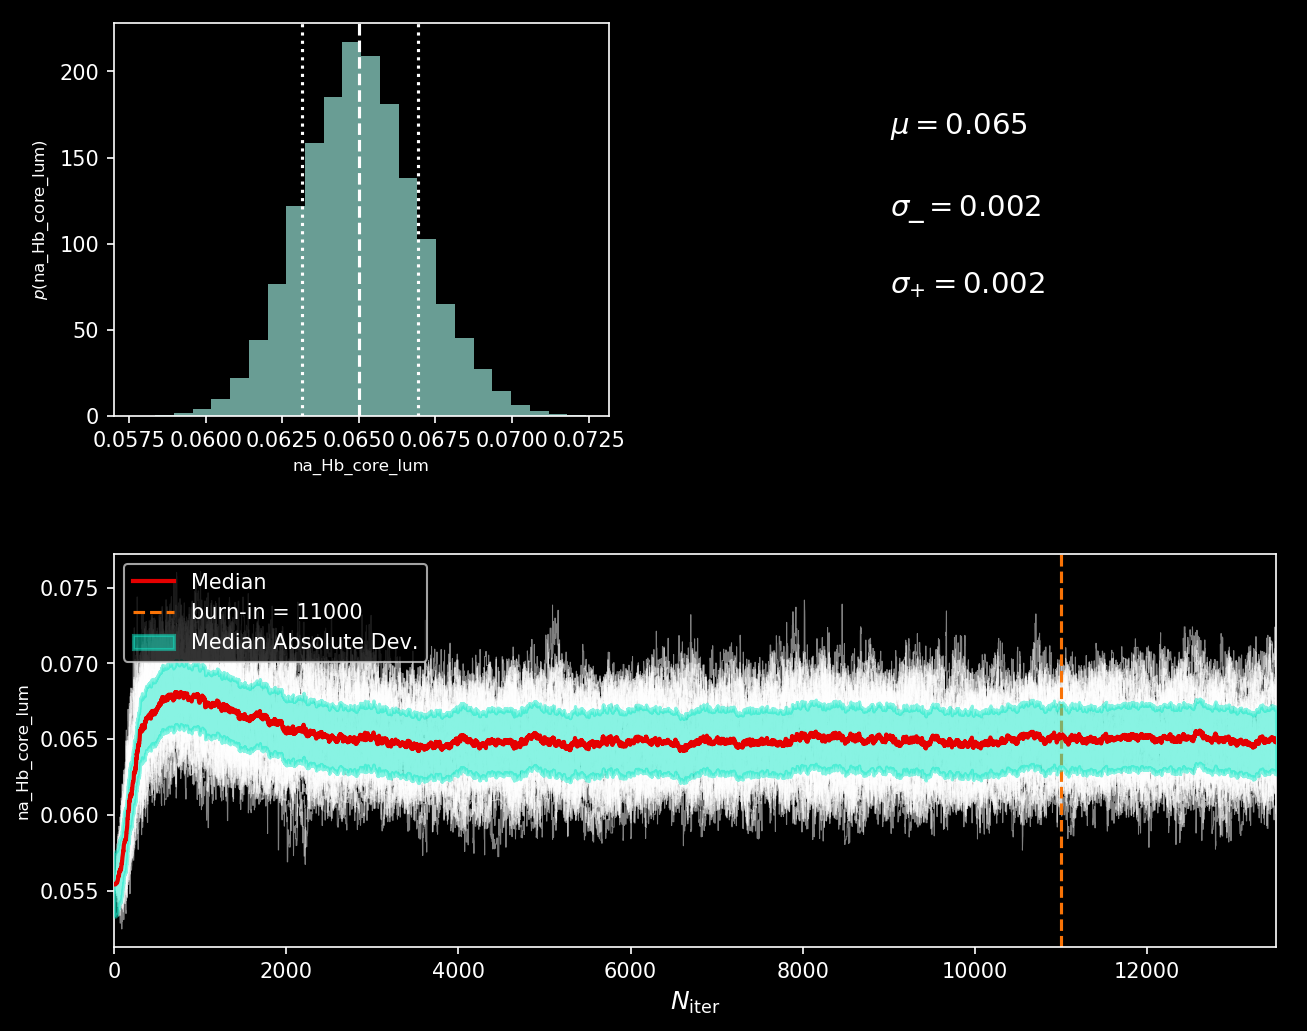 200
150
100
50
0
p(na_Hb_core_lum)
0.0575 0.0600 0.0625 0.0650 0.0675 0.0700 0.0725
na_Hb_core_lum
μ = 0.065
σ_ = 0.002
σ+ = 0.002
Median
burn-in = 11000
Median Absolute Dev.
0.075
0.070
0.065
0.060
0.055
na_Hb_core_lum
0 2000 4000 6000 8000 10000 12000
Niter